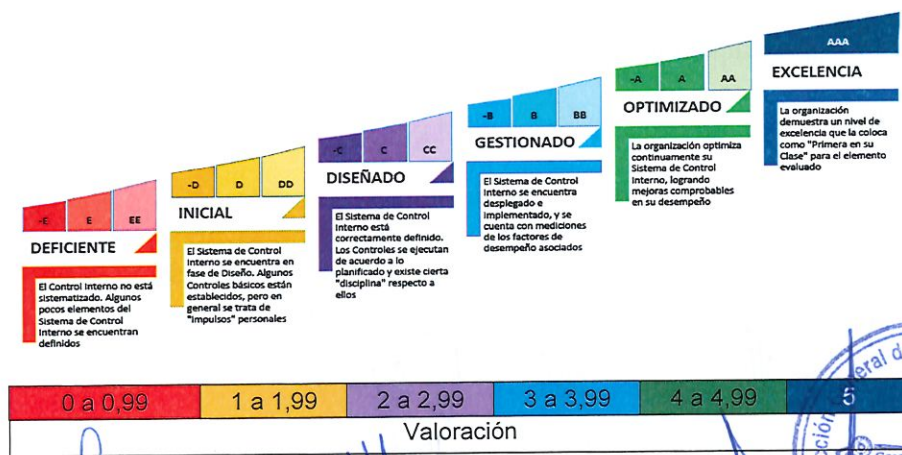 -E E EE
DEFICIENTE
El Control Interno no está
sistematizado. Algunos
pocos elementos del
Sistema de Control
Interno se encuentran
definidos
-D D DD
INICIAL
El Sistema de Control
Interno se encuentra en
fase de Diseño. Algunos
Controles básicos están
establecidos, pero en
general se trata de
"impulsos" personales
-C C CC
DISEÑADO
El Sistema de Control
Interno está
correctamente definido.
Los Controles se ejecutan
de acuerdo a lo
planificado y existe cierta
"disciplina" respecto a
ellos
-B B BB
GESTIONADO
El Sistema de Control
Interno se encuentra
desplegado e
implementado, y se
cuenta con mediciones
de los factores de
desempeño asociados
-A A AA
OPTIMIZADO
La organización optimiza
continuamente su
Sistema de Control
Interno, logrando
mejoras comprobables
en su desempeño
AAA
EXCELENCIA
La organización
demuestra un nivel de
excelencia que la coloca
como "Primera en su
Clase" para el elemento
evaluado
0 a 0,99 1 a 1,99 2 a 2,99 3 a 3,99 4 a 4,99 5
Valoración